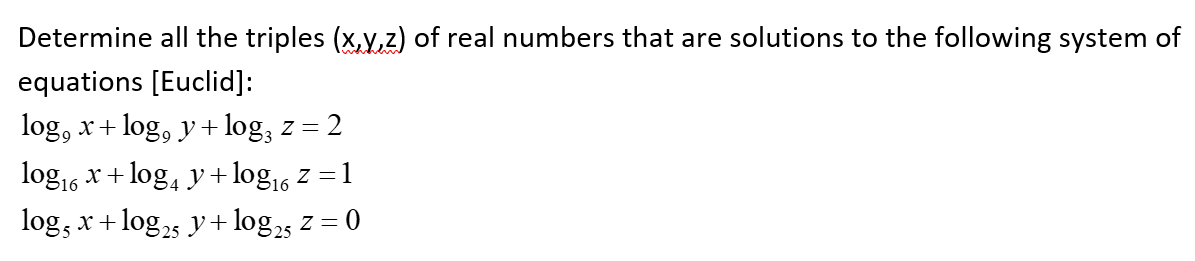 Determine all the triples (x,y,z) of real numbers that are solutions to the following system of
equations [Euclid]:
log₉ x + log₉ y + log₃ z = 2
log₁₆ x + log₄ y + log₁₆ z = 1
log₅ x + log₂₅ y + log₂₅ z = 0